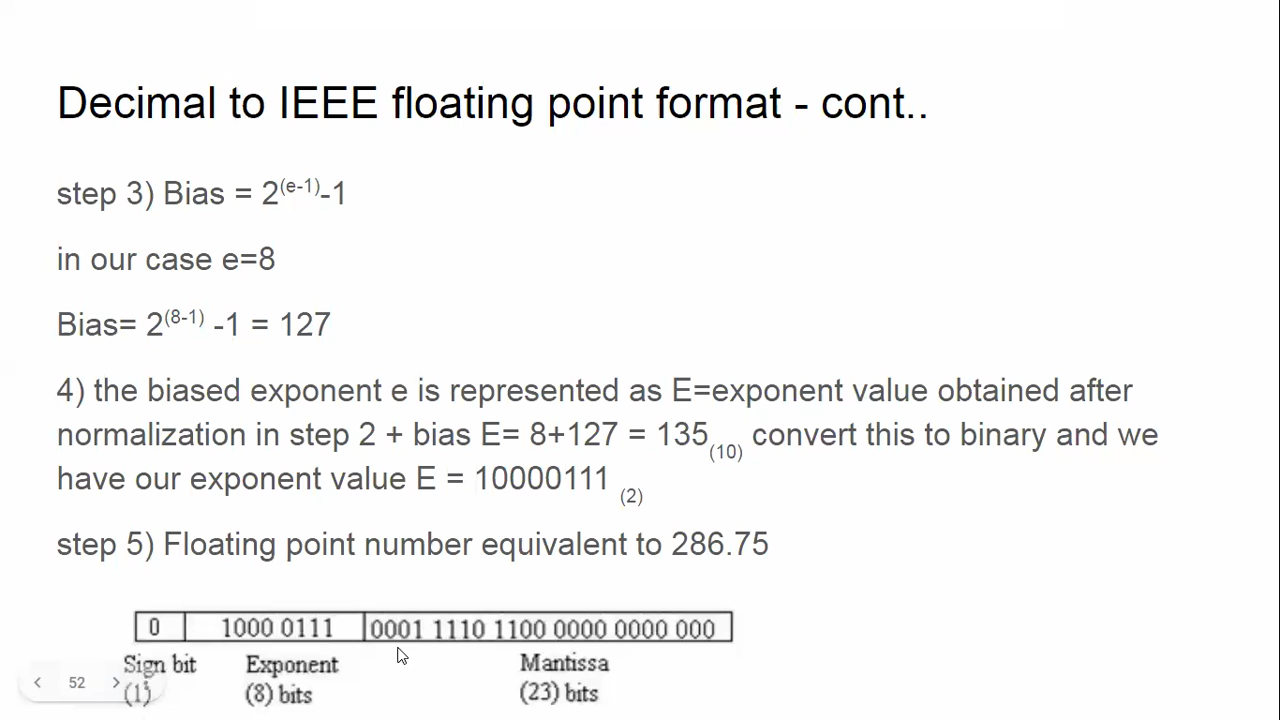 Decimal to IEEE floating point format - cont..
step 3) Bias = 2(e-1)-1
in our case e=8
Bias= 2(8-1) -1 = 127
4) the biased exponent e is represented as E=exponent value obtained after
normalization in step 2 + bias E= 8+127 = 135(10) convert this to binary and we
have our exponent value E = 10000111 (2)
step 5) Floating point number equivalent to 286.75
0 1000 0111 0001 1110 1100 0000 0000 000
Sign bit Exponent Mantissa
(1) (8) bits (23) bits
52